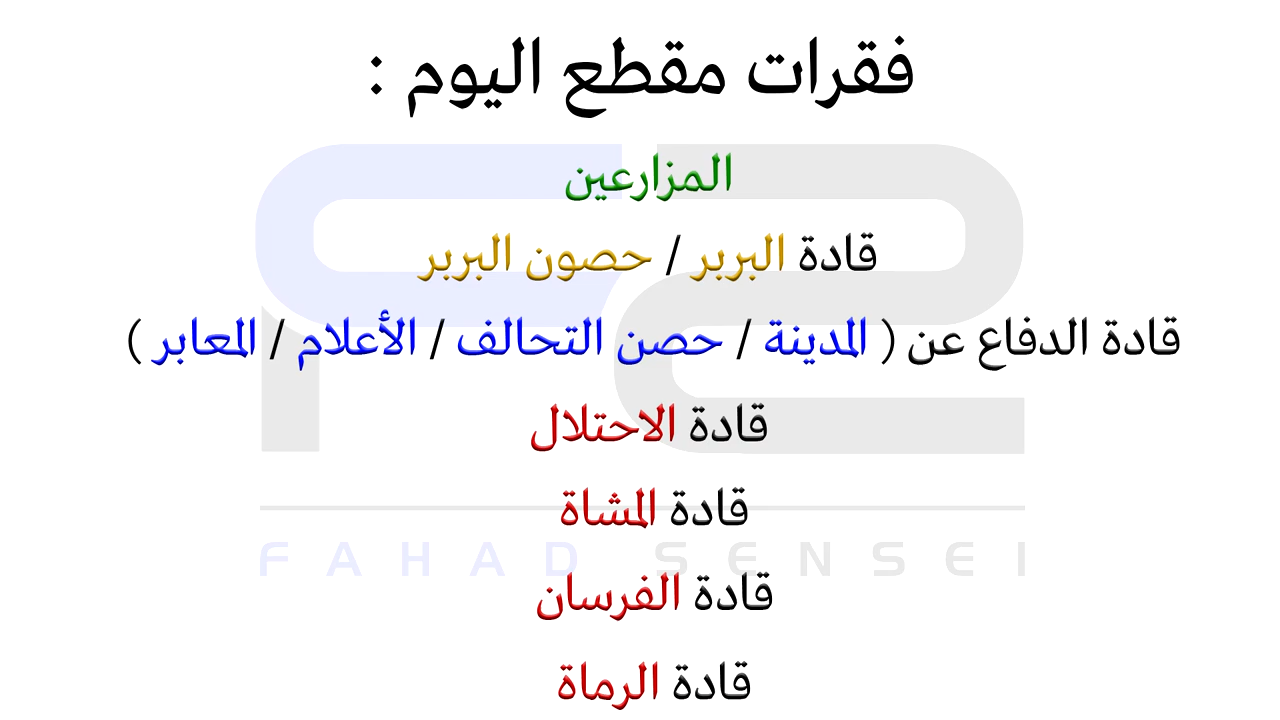 فقرات مقطع اليوم :
المزارعين
قادة البربر / حصون البربر
قادة الدفاع عن ( المدينة / حصن التحالف / الأعلام / المعابر )
قادة الاحتلال
قادة المشاة
FAHAD SENSEI
قادة الفرسان
قادة الرماة